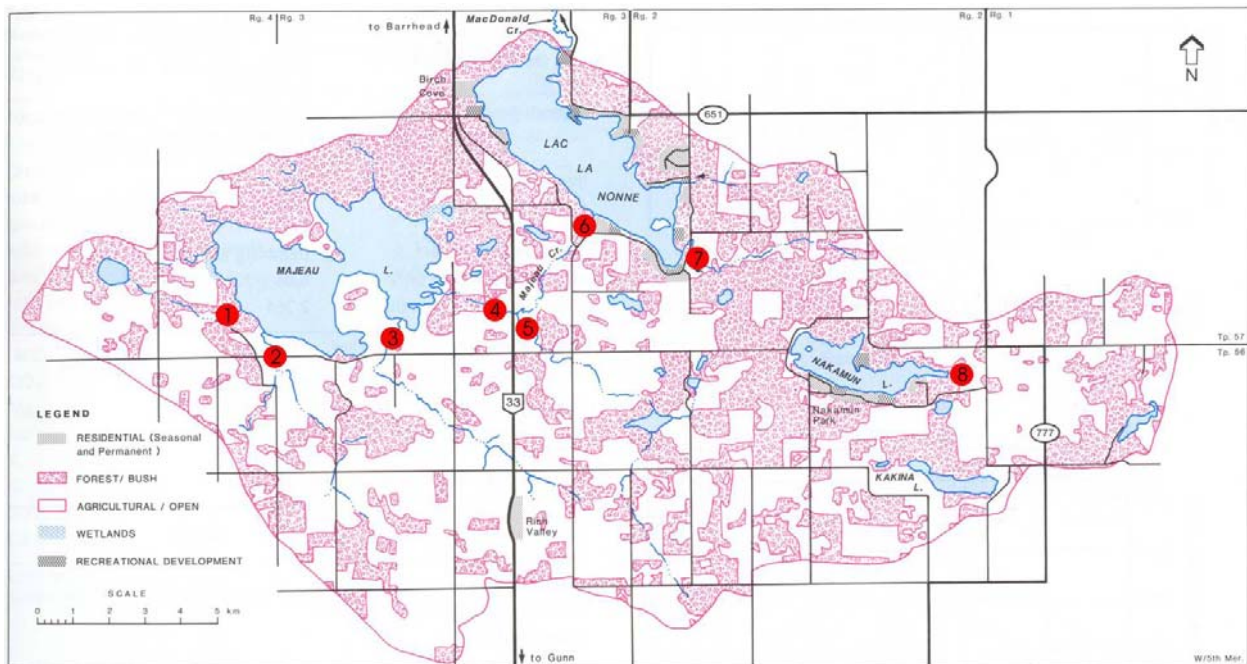 Rg. 4 Rg. 3
to Barrhead
MacDonald
Cr.
Rg. 3 Rg. 2
Rg. 2 Rg. 1
N
Birch
Cove
651
LAC
LA
NONNE
6
7
Majeau Cr.
MAJEAU L.
1
2
3
4
5
Tp. 57
Tp. 56
NAKAMUN L.
8
Nakamun
Park
33
777
KAKINA
L.
Rich
Valley
LEGEND
RESIDENTIAL (Seasonal
and Permanent)
FOREST/ BUSH
AGRICULTURAL / OPEN
WETLANDS
RECREATIONAL DEVELOPMENT
SCALE
0 1 2 3 4 5 km
to Gunn
W/5th Mer.